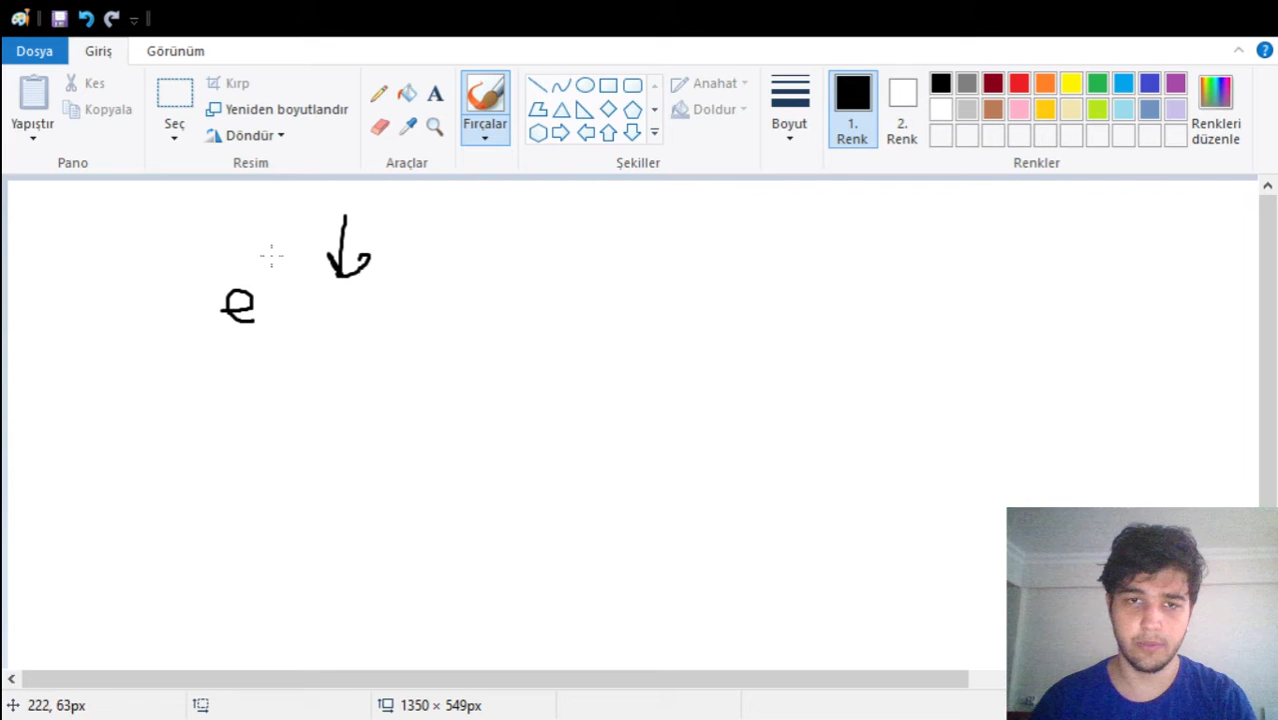 Dosya Giriş Görünüm
Yapıştır
Kes
Kopyala
Pano
Seç
Kırp
Yeniden boyutlandır
Döndür
Resim
A
Araçlar
Fırçalar
Şekiller
Anahat
Doldur
Boyut
1.
Renk
2.
Renk
Renkleri
düzenle
Renkler
e
222, 63px
1350 × 549px